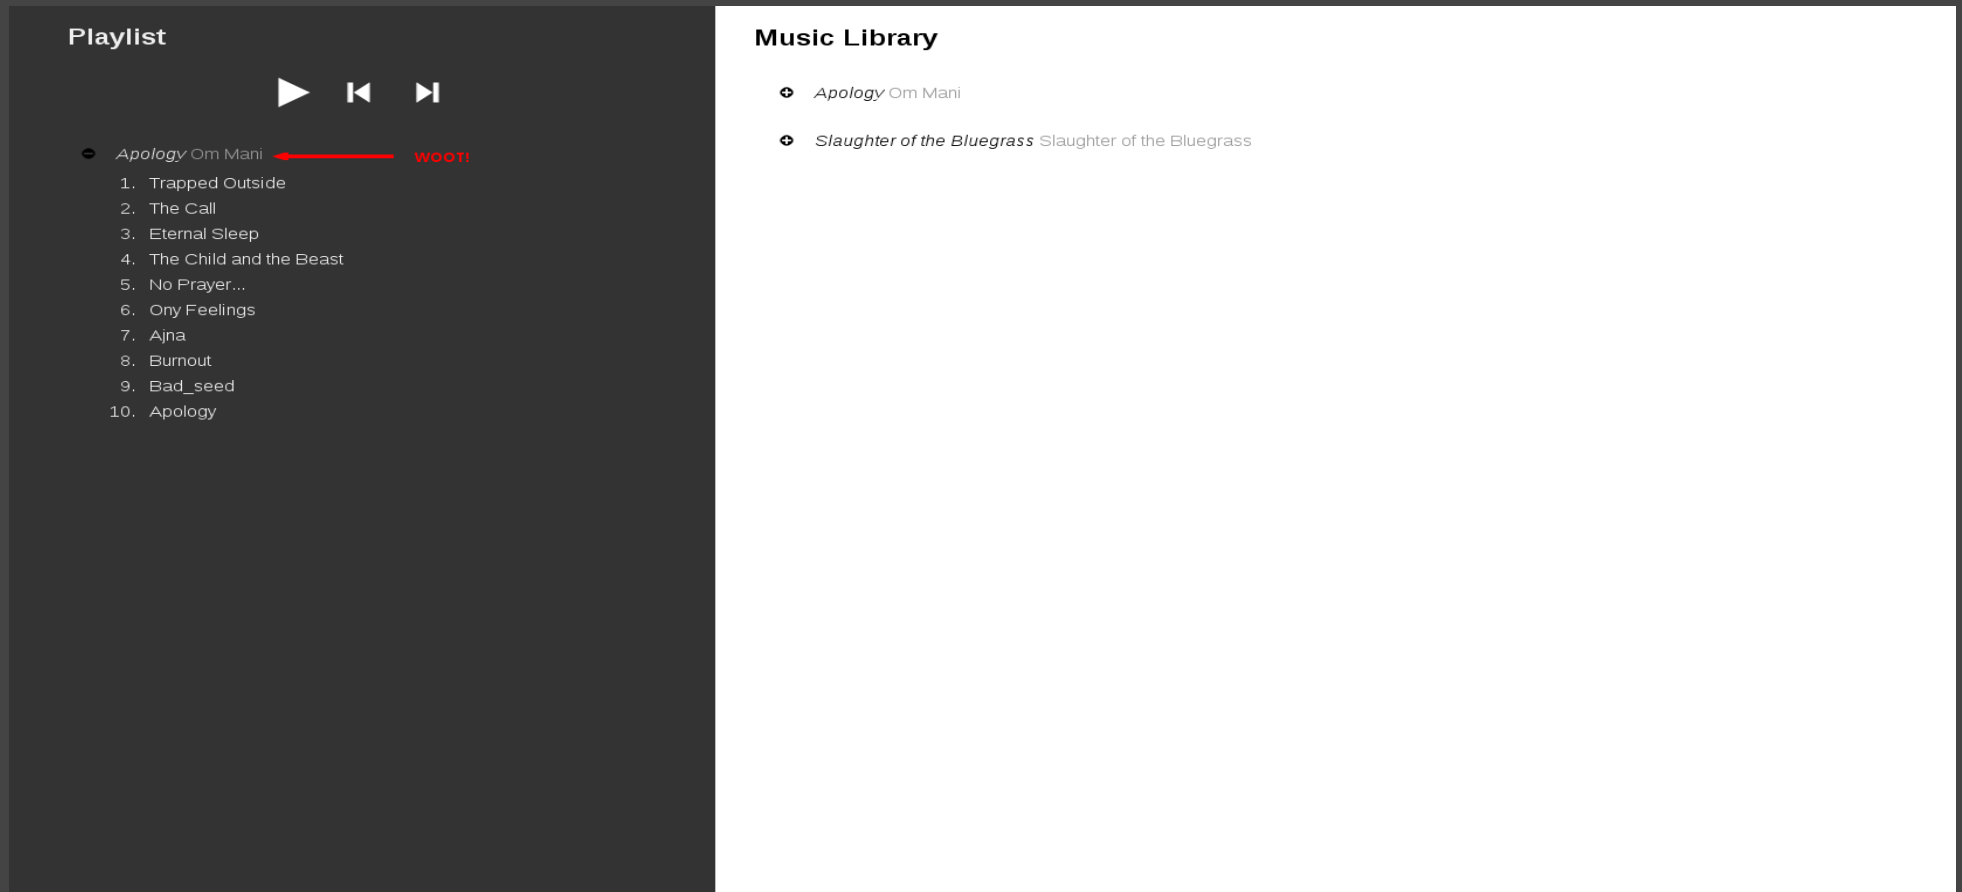 Playlist
Apology Om Mani
WOOT!
1. Trapped Outside
2. The Call
3. Eternal Sleep
4. The Child and the Beast
5. No Prayer...
6. Ony Feelings
7. Ajna
8. Burnout
9. Bad_seed
10. Apology
Music Library
Apology Om Mani
Slaughter of the Bluegrass Slaughter of the Bluegrass